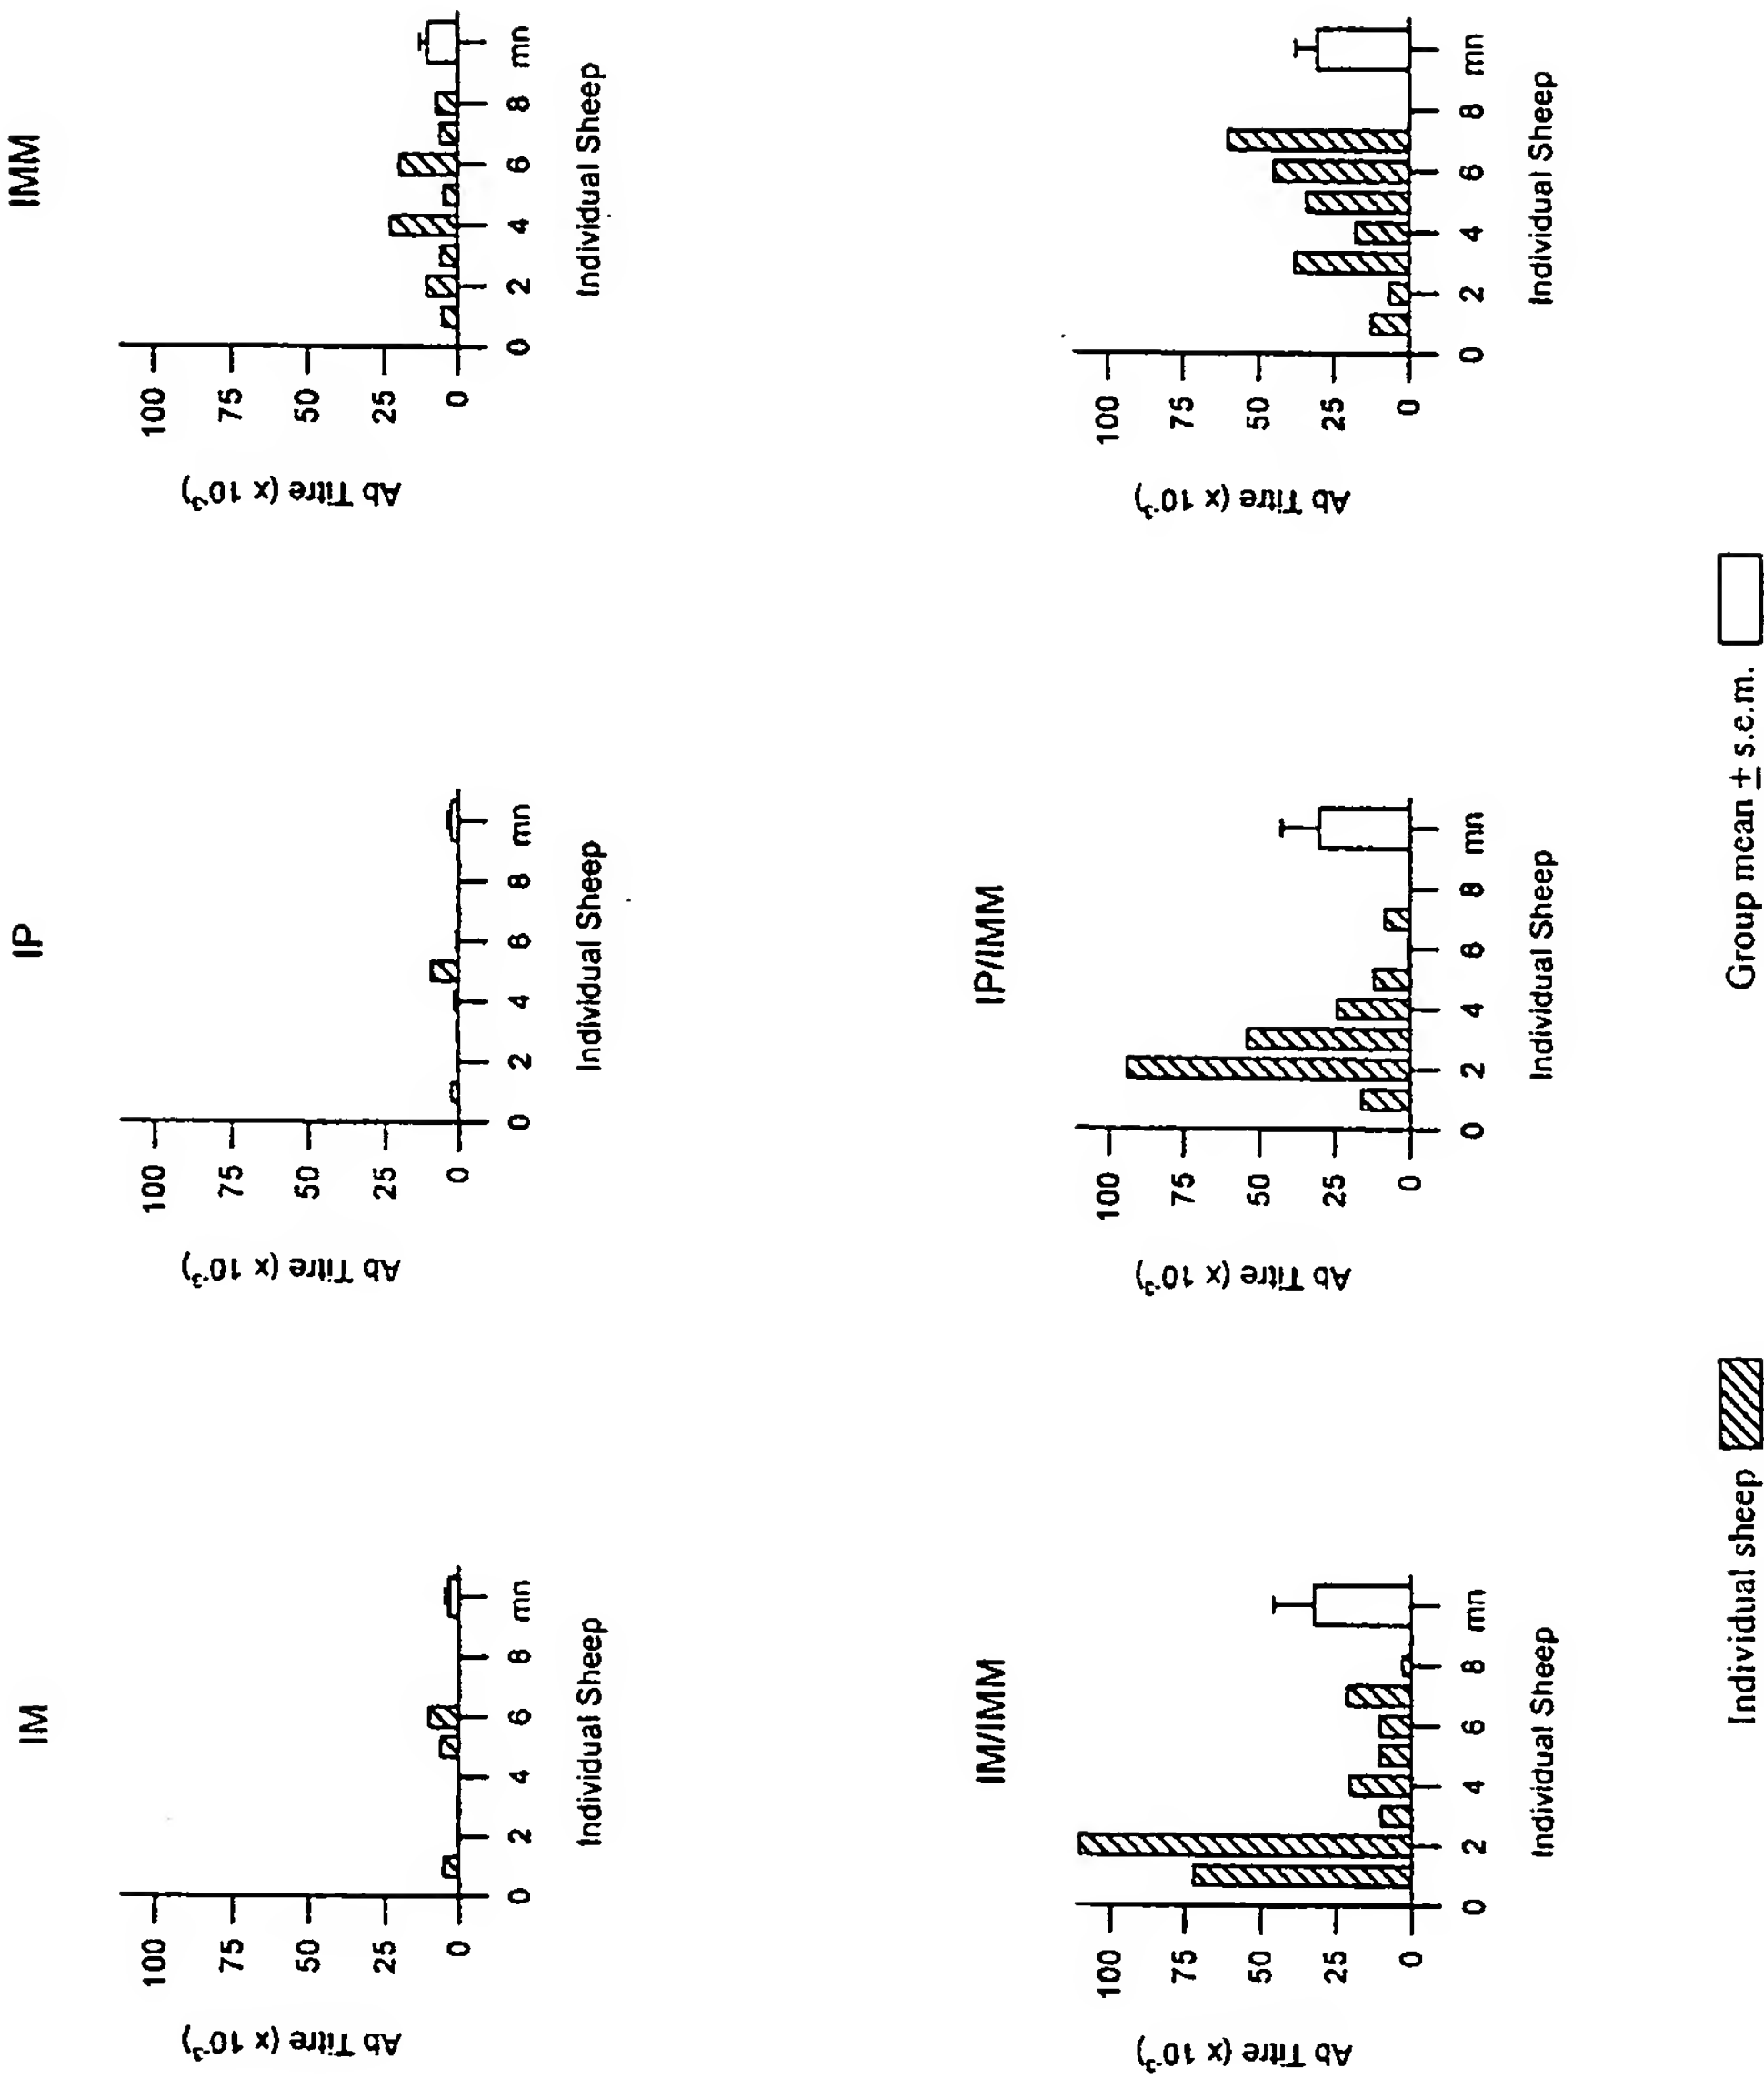 IM
Ab Titre (x 10⁻³)
100
75
50
25
0
0 2 4 6 8 mn
Individual Sheep
IP
Ab Titre (x 10⁻³)
100
75
50
25
0
0 2 4 6 8 mn
Individual Sheep
IMM
Ab Titre (x 10⁻³)
100
75
50
25
0
0 2 4 6 8 mn
Individual Sheep
IM/IMM
Ab Titre (x 10⁻³)
100
75
50
25
0
0 2 4 6 8 mn
Individual Sheep
IP/IMM
Ab Titre (x 10⁻³)
100
75
50
25
0
0 2 4 6 8 mn
Individual Sheep
Ab Titre (x 10⁻³)
100
75
50
25
0
0 2 4 6 8 mn
Individual Sheep
Individual sheep
Group mean ± s.e.m.